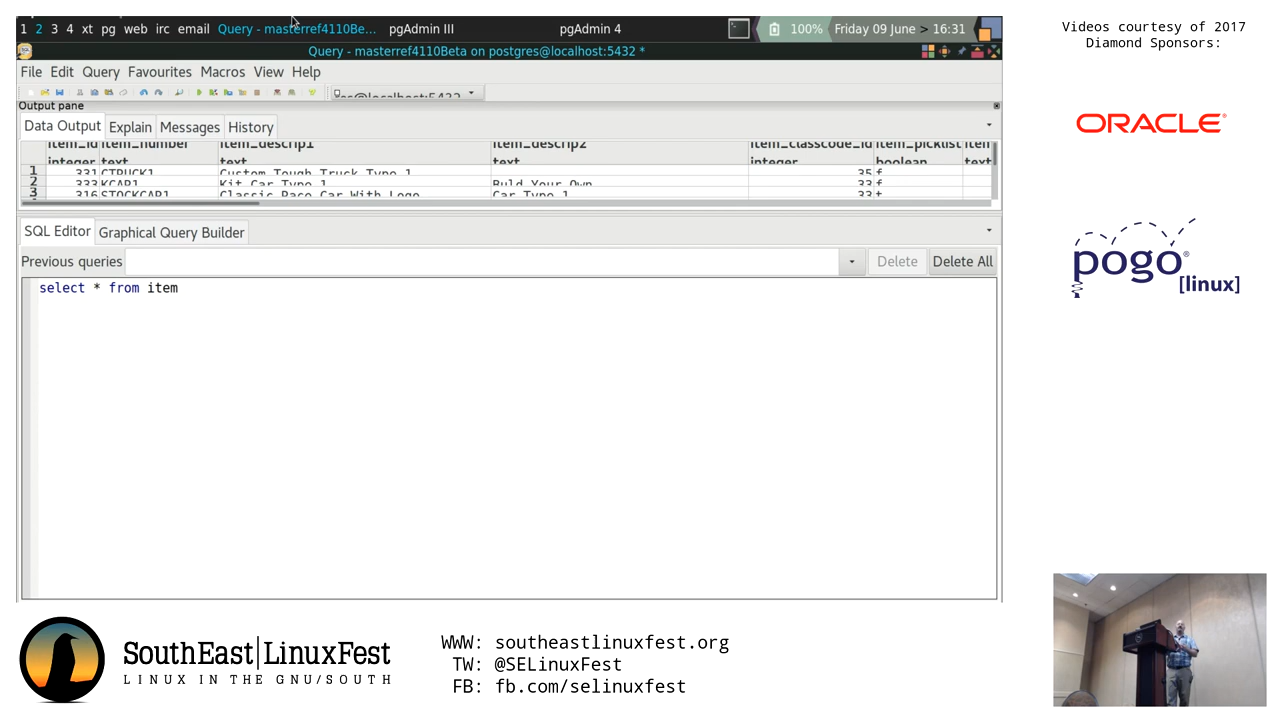 1 2 3 4 xt pg web irc email Query - masterref4110Be... pgAdmin III pgAdmin 4 100% Friday 09 June > 16:31
Query - masterref4110Beta on postgres@localhost:5432 *
File Edit Query Favourites Macros View Help
Output pane
Data Output Explain Messages History
item_id item_number item_descrip1 item_descrip2 item_classcode_id item_picklist item
integer text text text integer boolean text
1 331 CTRUCK1 Custom Tough Truck Type 1 35 f
2 333 KCAR1 Kit Car Type 1 Buld Your Own 33 f
3 316 STOCKCAR1 Classic Race Car With Logo Car Type 1 33 t
SQL Editor Graphical Query Builder
Previous queries Delete Delete All
select * from item
Videos courtesy of 2017
Diamond Sponsors:
ORACLE®
pogo®
[linux]
SouthEast|LinuxFest
LINUX IN THE GNU/SOUTH
WWW: southeastlinuxfest.org
TW: @SELinuxFest
FB: fb.com/selinuxfest